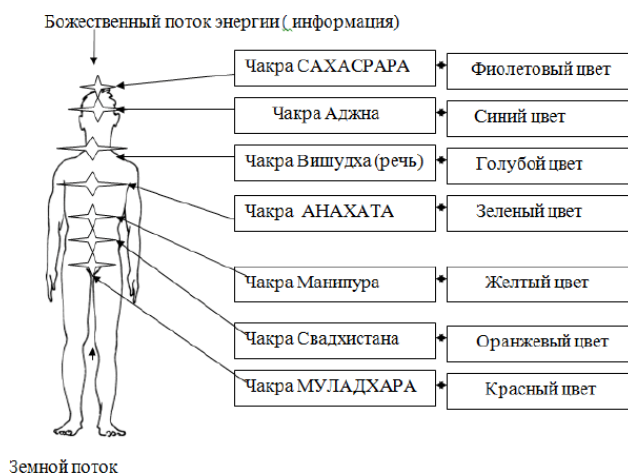 Божественный поток энергии ( информация)
Чакра САХАСРАРА
Фиолетовый цвет
Чакра Аджна
Синий цвет
Чакра Вишудха (речь)
Голубой цвет
Чакра АНАХАТА
Зеленый цвет
Чакра Манипура
Желтый цвет
Чакра Свадхистана
Оранжевый цвет
Чакра МУЛАДХАРА
Красный цвет
Земной поток